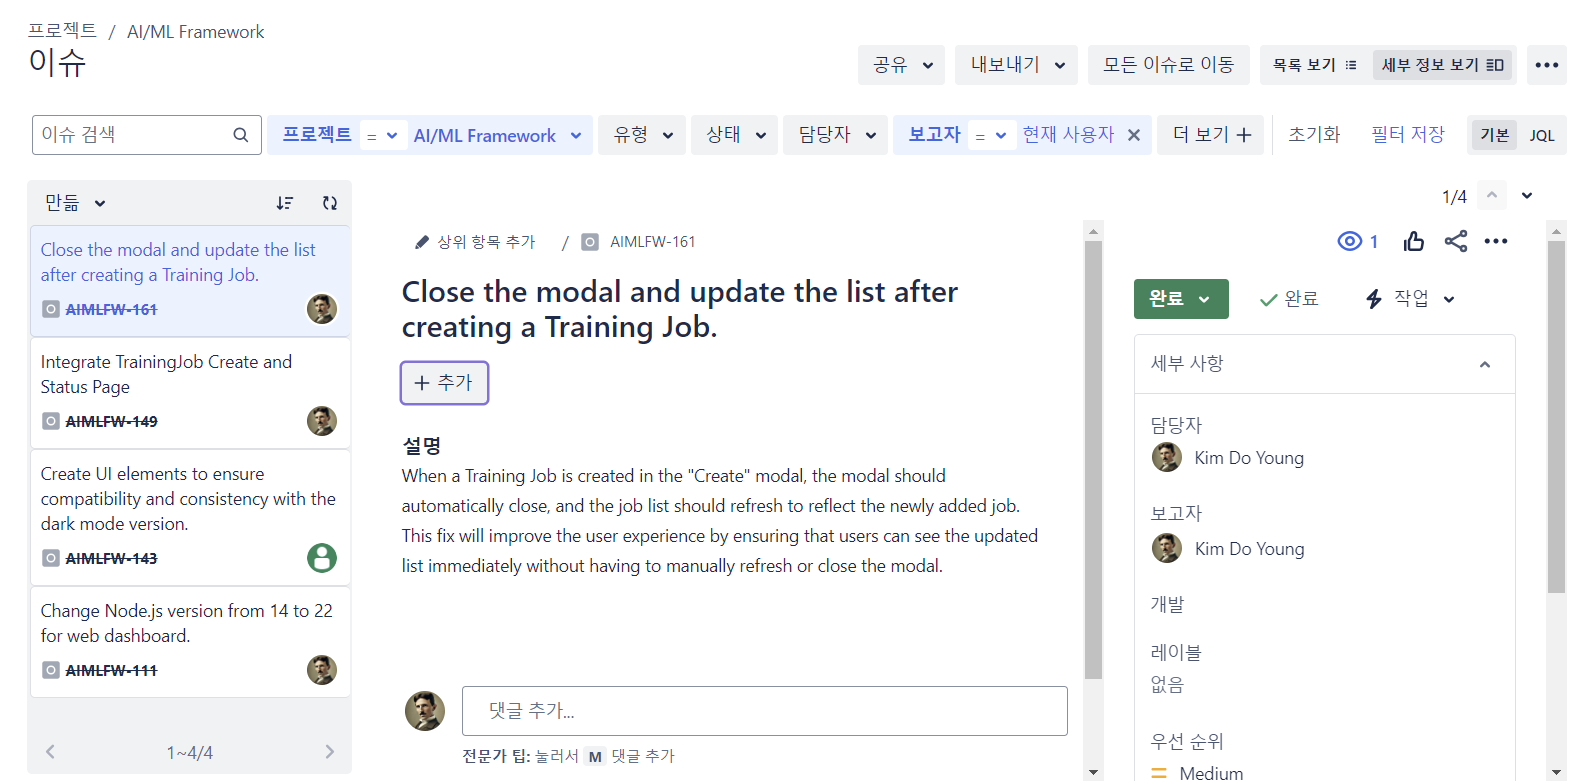 프로젝트 / AI/ML Framework
이슈
공유
내보내기
모든 이슈로 이동
목록 보기
세부 정보 보기
이슈 검색
프로젝트 = AI/ML Framework
유형
상태
담당자
보고자 = 현재 사용자
더 보기
초기화
필터 저장
기본
JQL
만듦
Close the modal and update the list
after creating a Training Job.
AIMLFW-161
Integrate TrainingJob Create and
Status Page
AIMLFW-149
Create UI elements to ensure
compatibility and consistency with the
dark mode version.
AIMLFW-143
Change Node.js version from 14 to 22
for web dashboard.
AIMLFW-111
1~4/4
1/4
상위 항목 추가 / AIMLFW-161
Close the modal and update the list after
creating a Training Job.
추가
설명
When a Training Job is created in the "Create" modal, the modal should
automatically close, and the job list should refresh to reflect the newly added job.
This fix will improve the user experience by ensuring that users can see the updated
list immediately without having to manually refresh or close the modal.
댓글 추가...
전문가 팁: 눌러서 M 댓글 추가
1
완료
완료
작업
세부 사항
담당자
Kim Do Young
보고자
Kim Do Young
개발
레이블
없음
우선 순위
Medium